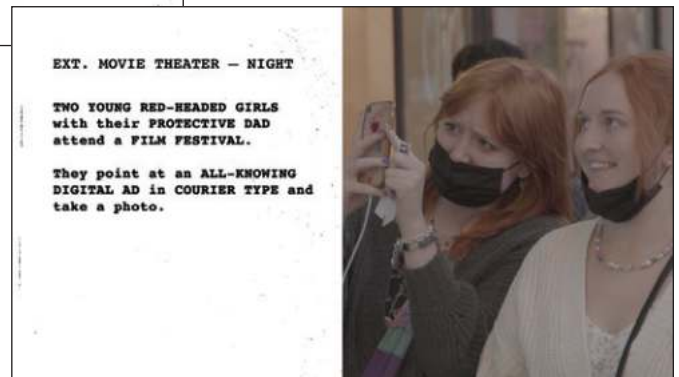 EXT. MOVIE THEATER — NIGHT
TWO YOUNG RED-HEADED GIRLS
with their PROTECTIVE DAD
attend a FILM FESTIVAL.
They point at an ALL-KNOWING
DIGITAL AD in COURIER TYPE and
take a photo.